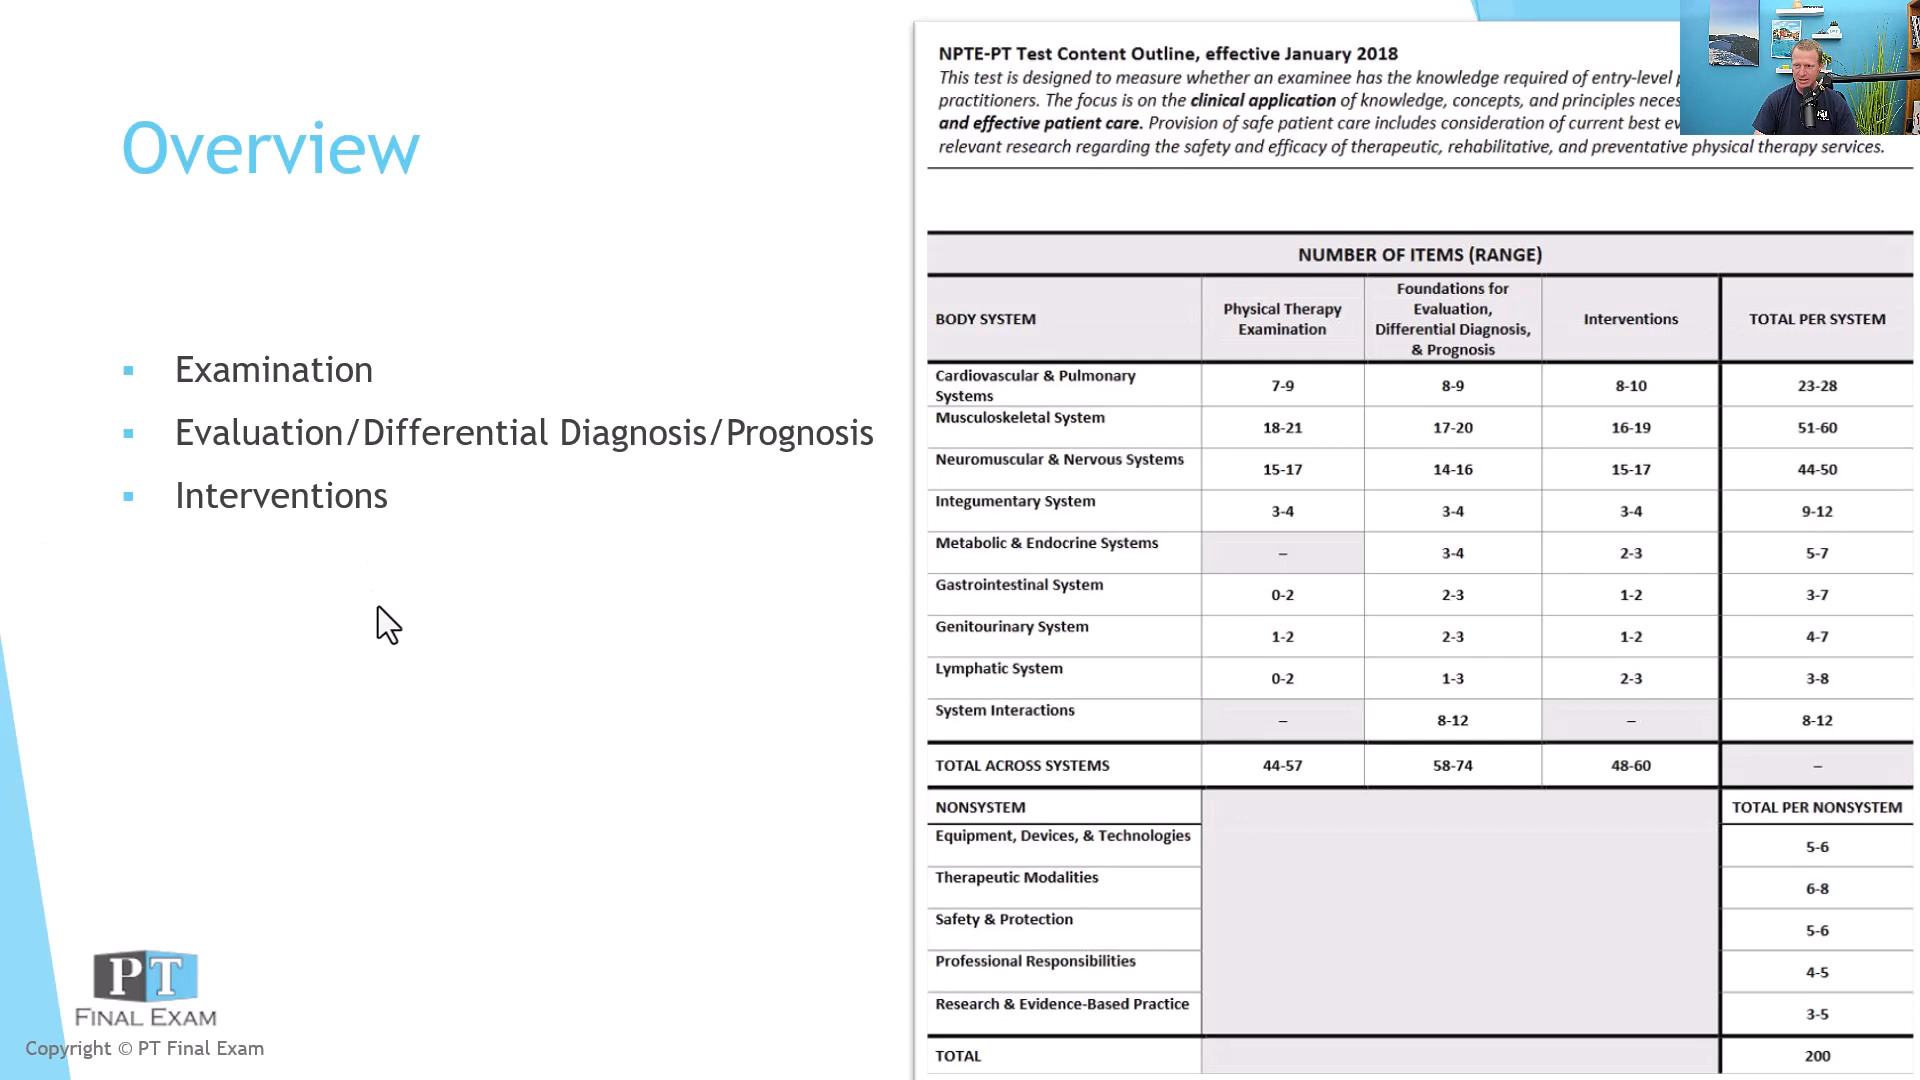 Overview
▪ Examination
▪ Evaluation/Differential Diagnosis/Prognosis
▪ Interventions
PT
FINAL EXAM
Copyright © PT Final Exam
NPTE-PT Test Content Outline, effective January 2018
This test is designed to measure whether an examinee has the knowledge required of entry-level
practitioners. The focus is on the clinical application of knowledge, concepts, and principles
and effective patient care. Provision of safe patient care includes consideration of current best
relevant research regarding the safety and efficacy of therapeutic, rehabilitative, and preventative physical therapy services.
NUMBER OF ITEMS (RANGE)
BODY SYSTEM
Physical Therapy
Examination
Foundations for
Evaluation,
Differential Diagnosis,
& Prognosis
Interventions
TOTAL PER SYSTEM
Cardiovascular & Pulmonary
Systems
7-9 8-9 8-10 23-28
Musculoskeletal System 18-21 17-20 16-19 51-60
Neuromuscular & Nervous Systems 15-17 14-16 15-17 44-50
Integumentary System 3-4 3-4 3-4 9-12
Metabolic & Endocrine Systems – 3-4 2-3 5-7
Gastrointestinal System 0-2 2-3 1-2 3-7
Genitourinary System 1-2 2-3 1-2 4-7
Lymphatic System 0-2 1-3 2-3 3-8
System Interactions – 8-12 – 8-12
TOTAL ACROSS SYSTEMS 44-57 58-74 48-60 –
NONSYSTEM TOTAL PER NONSYSTEM
Equipment, Devices, & Technologies 5-6
Therapeutic Modalities 6-8
Safety & Protection 5-6
Professional Responsibilities 4-5
Research & Evidence-Based Practice 3-5
TOTAL 200